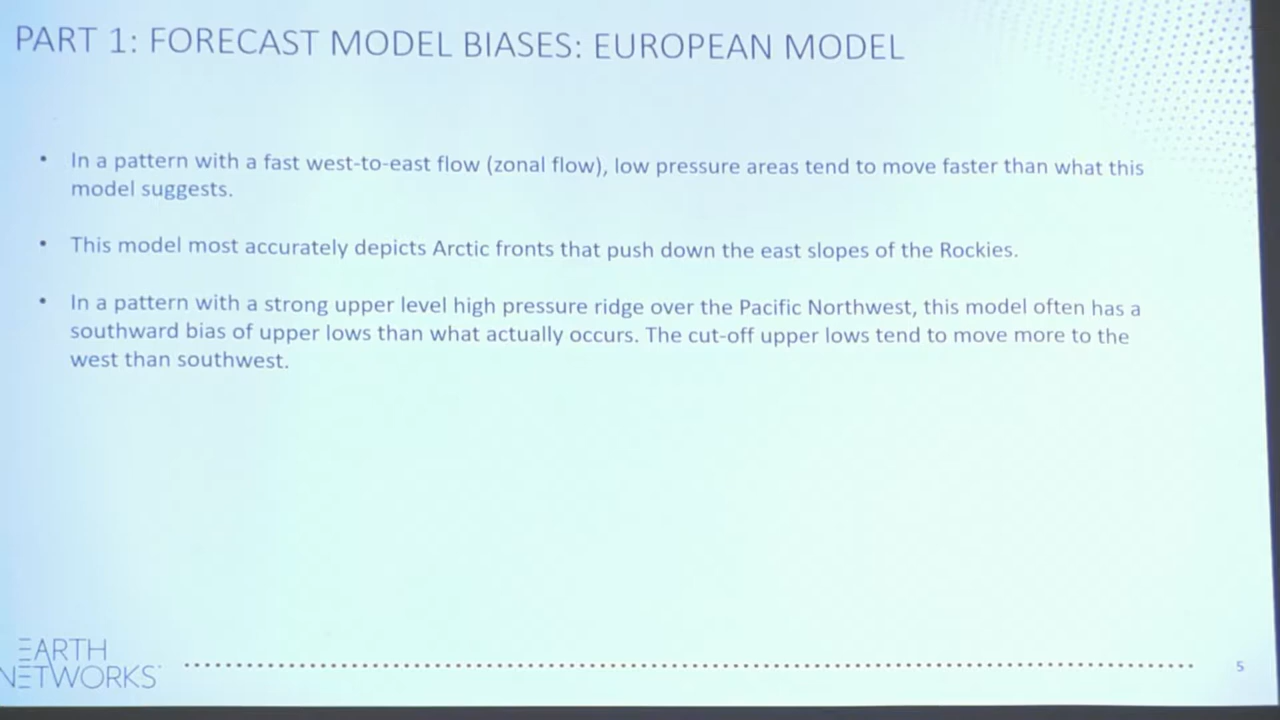 PART 1: FORECAST MODEL BIASES: EUROPEAN MODEL
• In a pattern with a fast west-to-east flow (zonal flow), low pressure areas tend to move faster than what this
model suggests.
• This model most accurately depicts Arctic fronts that push down the east slopes of the Rockies.
• In a pattern with a strong upper level high pressure ridge over the Pacific Northwest, this model often has a
southward bias of upper lows than what actually occurs. The cut-off upper lows tend to move more to the
west than southwest.
EARTH
NETWORKS
5